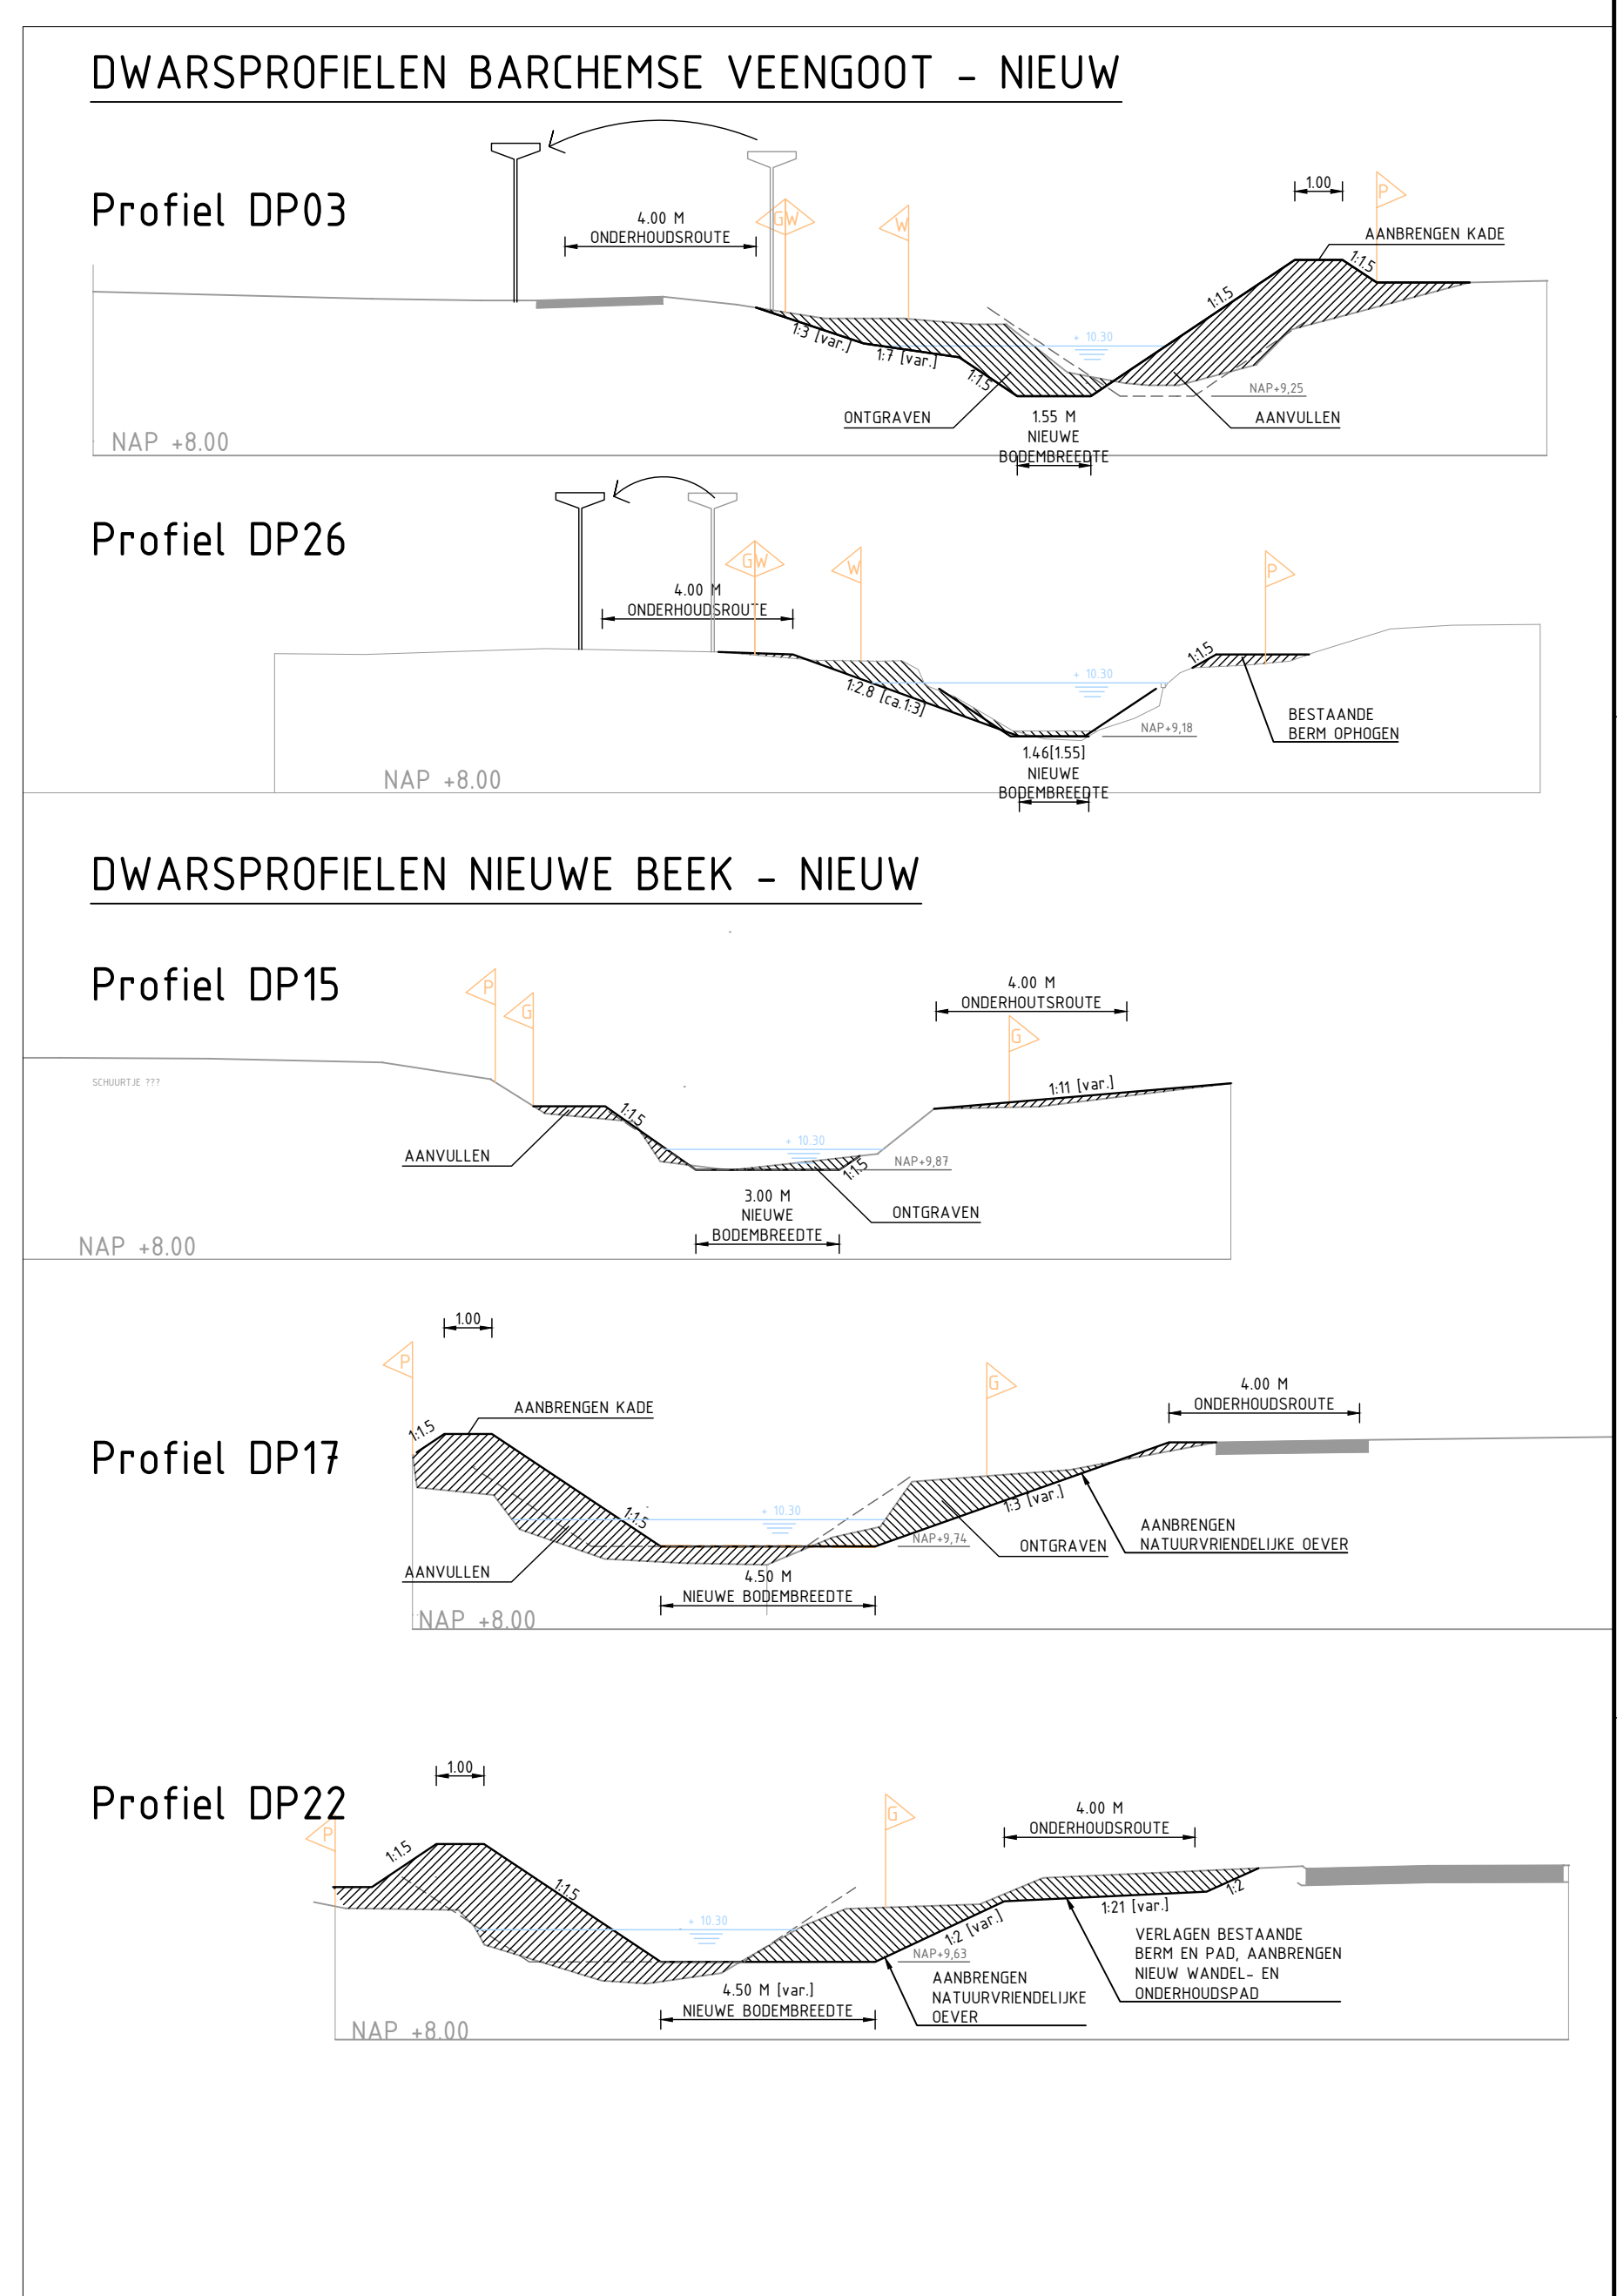 DWARSPROFIELEN BARCHEMSE VEENGOOT - NIEUW
Profiel DP03
4.00 M
ONDERHOUDSROUTE
GW
W
1.00
P
AANBRENGEN KADE
1:1.5
1:1.5
+ 10.30
1:3 [var.]
1:7 [var.]
1:1.5
NAP+9,25
ONTGRAVEN
1.55 M
NIEUWE
BODEMBREEDTE
AANVULLEN
NAP +8.00
Profiel DP26
4.00 M
ONDERHOUDSROUTE
GW
W
P
1:1.5
+ 10.30
1:2.8 [ca.1:3]
NAP+9,18
BESTAANDE
BERM OPHOGEN
1.46[1.55]
NIEUWE
BODEMBREEDTE
NAP +8.00
DWARSPROFIELEN NIEUWE BEEK - NIEUW
Profiel DP15
P
G
4.00 M
ONDERHOUTSROUTE
G
SCHUURTJE ???
1:11 [var.]
1:1.5
+ 10.30
AANVULLEN
NAP+9,87
1:1.5
3.00 M
NIEUWE
BODEMBREEDTE
ONTGRAVEN
NAP +8.00
Profiel DP17
1.00
P
G
4.00 M
ONDERHOUDSROUTE
AANBRENGEN KADE
1:1.5
1:1.5
+ 10.30
1:3 [var.]
NAP+9,74
ONTGRAVEN
AANBRENGEN
NATUURVRIENDELIJKE OEVER
AANVULLEN
4.50 M
NIEUWE BODEMBREEDTE
NAP +8.00
Profiel DP22
1.00
P
G
4.00 M
ONDERHOUDSROUTE
1:1.5
1:1.5
+ 10.30
1:2 [var.]
1:21 [var.]
1:2
NAP+9,63
VERLAGEN BESTAANDE
BERM EN PAD, AANBRENGEN
NIEUW WANDEL- EN
ONDERHOUDSPAD
AANBRENGEN
NATUURVRIENDELIJKE
OEVER
4.50 M [var.]
NIEUWE BODEMBREEDTE
NAP +8.00